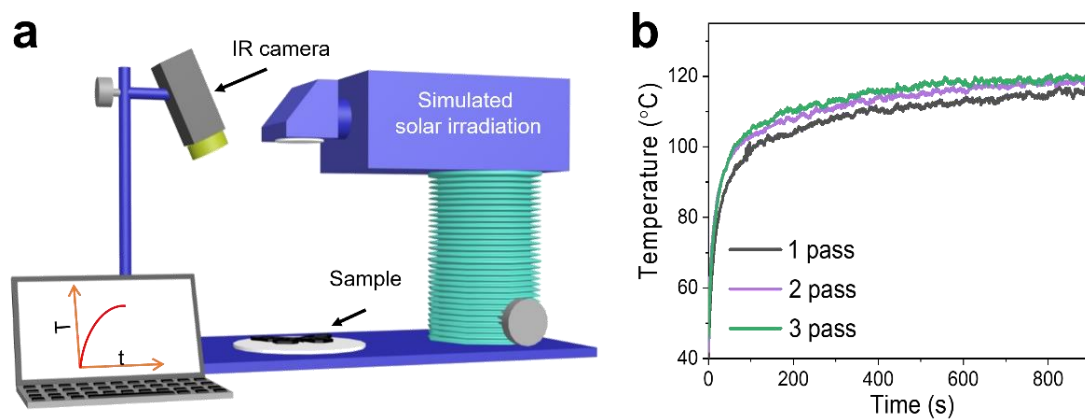 a
IR camera
Simulated
solar irradiation
Sample
T
t
b
Temperature (°C)
120
100
80
60
40
1 pass
2 pass
3 pass
0
200
400
600
800
Time (s)